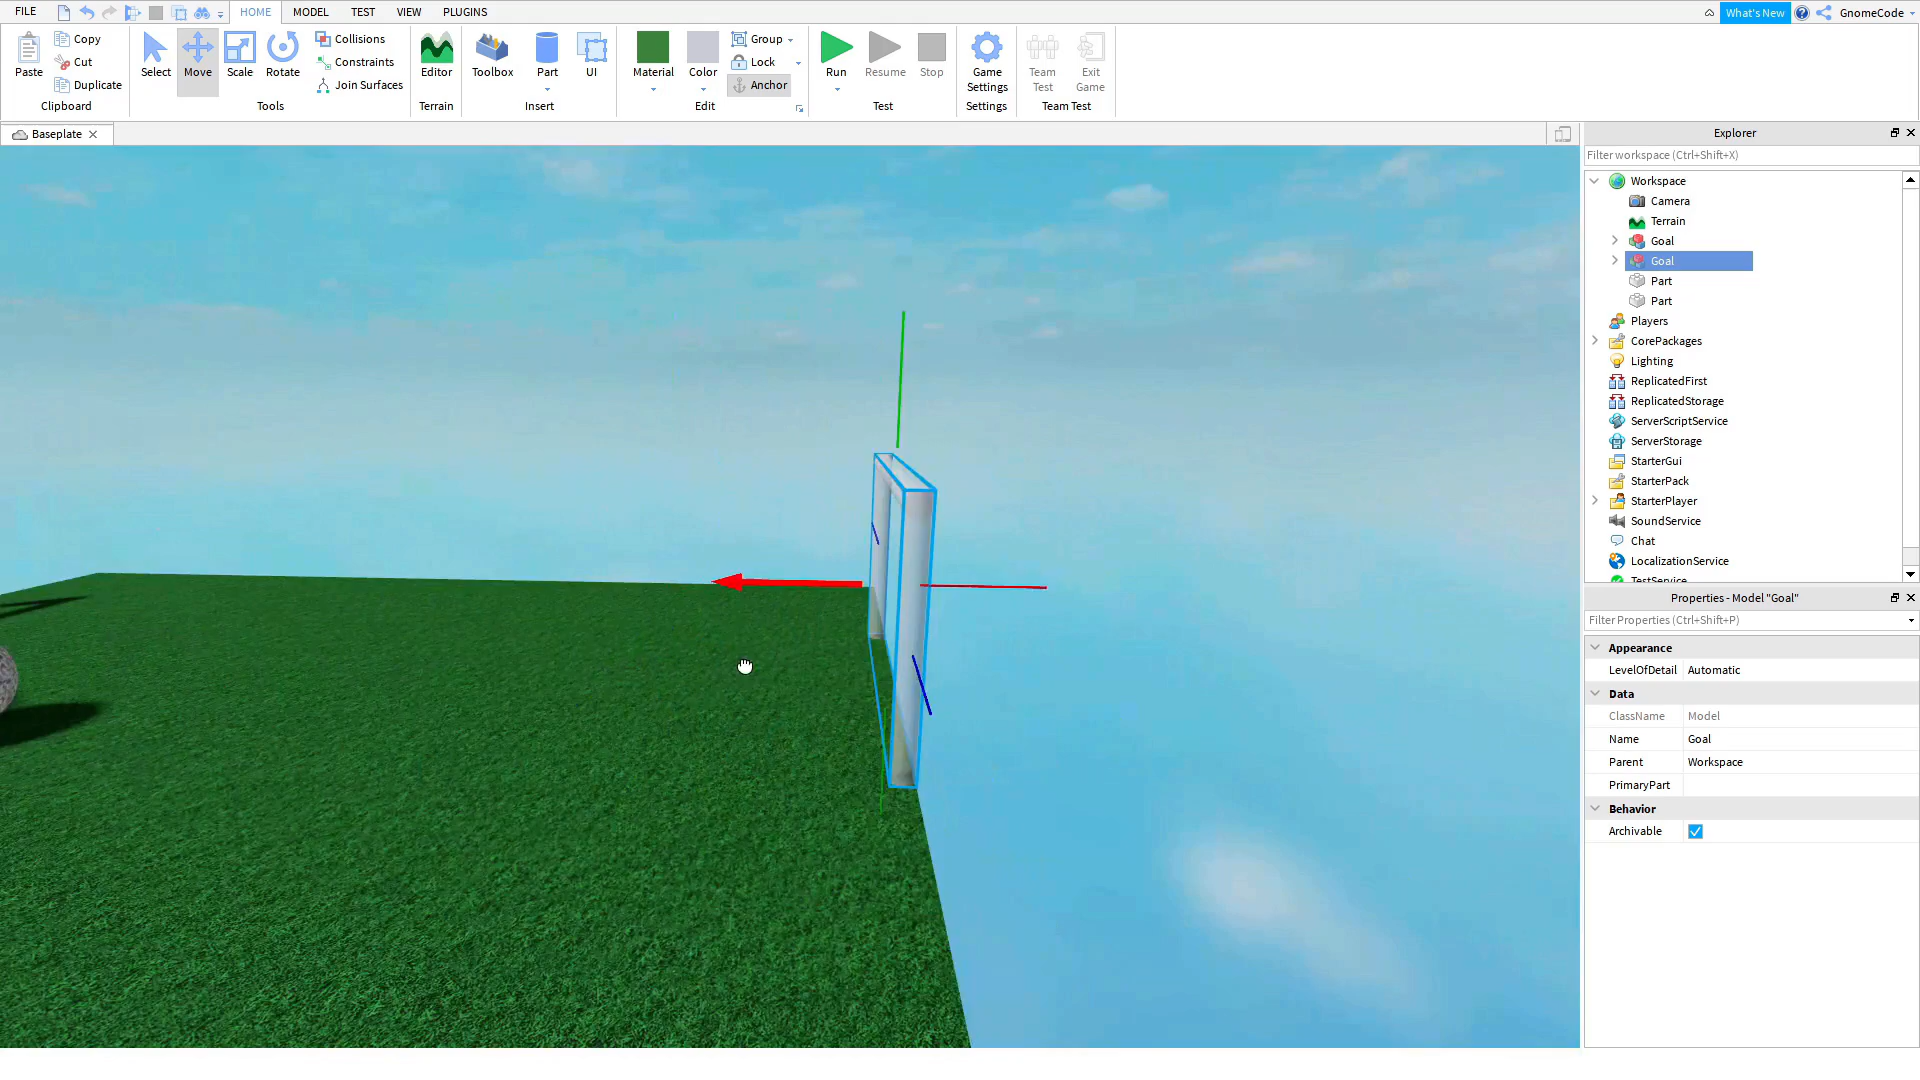 FILE HOME MODEL TEST VIEW PLUGINS What's New GnomeCode
Paste Copy Cut Duplicate
Clipboard
Select Move Scale Rotate Collisions Constraints Join Surfaces
Tools
Editor
Terrain
Toolbox Part UI
Insert
Material Color Group Lock Anchor
Edit
Run Resume Stop
Test
Game Settings
Settings
Team Test Exit Game
Team Test
Baseplate
Explorer
Filter workspace (Ctrl+Shift+X)
Workspace
Camera
Terrain
Goal
Goal
Part
Part
Players
CorePackages
Lighting
ReplicatedFirst
ReplicatedStorage
ServerScriptService
ServerStorage
StarterGui
StarterPack
StarterPlayer
SoundService
Chat
LocalizationService
TestService
Properties - Model "Goal"
Filter Properties (Ctrl+Shift+P)
Appearance
LevelOfDetail Automatic
Data
ClassName Model
Name Goal
Parent Workspace
PrimaryPart
Behavior
Archivable